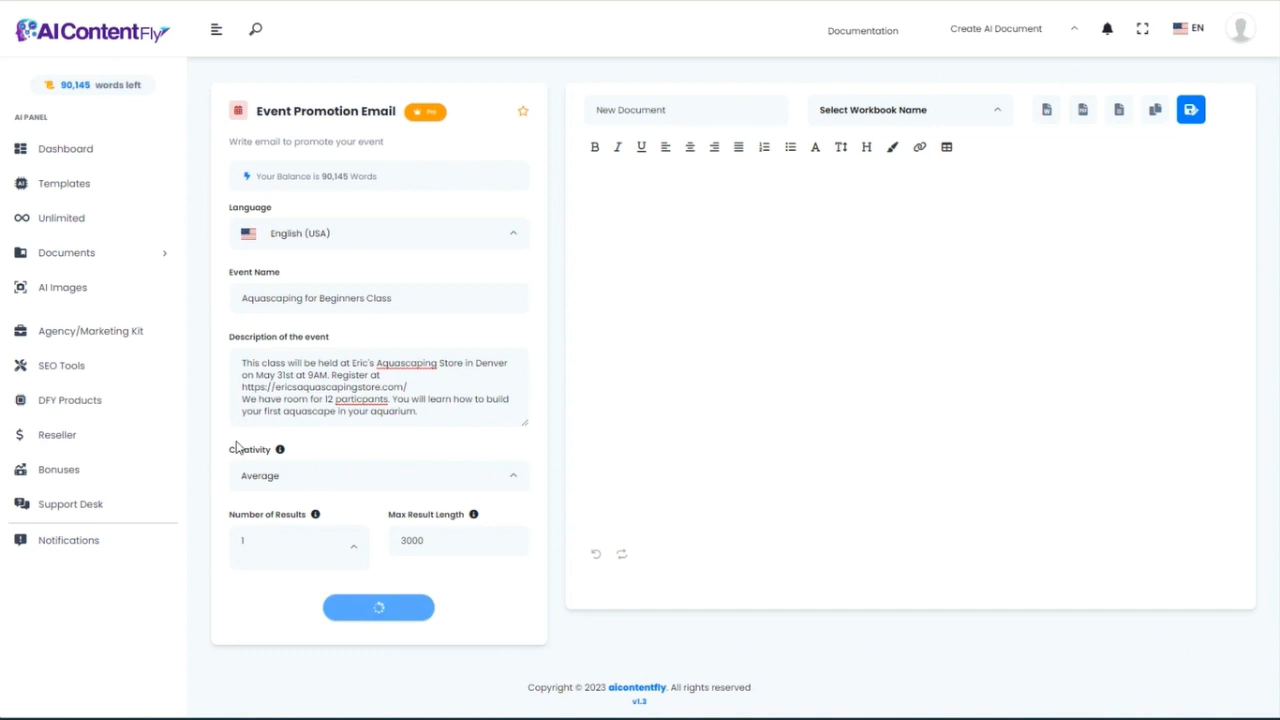 AI ContentFly
Documentation
Create AI Document
EN
90,145 words left
AI PANEL
Dashboard
Templates
Unlimited
Documents
AI Images
Agency/Marketing Kit
SEO Tools
DFY Products
$ Reseller
Bonuses
Support Desk
Notifications
Event Promotion Email
Pro
Write email to promote your event
Your Balance is 90,145 Words
Language
English (USA)
Event Name
Aquascaping for Beginners Class
Description of the event
This class will be held at Eric's Aquascaping Store in Denver
on May 31st at 9AM. Register at
https://ericsaquascapingstore.com/
We have room for 12 particpants. You will learn how to build
your first aquascape in your aquarium.
Creativity
Average
Number of Results
Max Result Length
1
3000
New Document
Select Workbook Name
B I U A T H
Copyright © 2023 aicontentfly. All rights reserved
v1.3